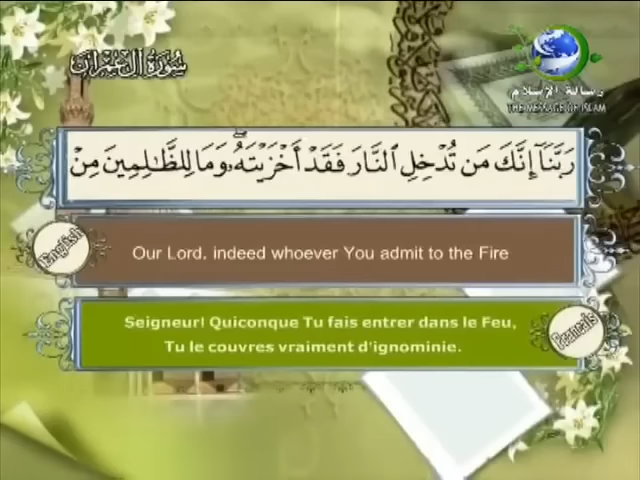 سورة آل عمران
رسالة الإسلام
THE MESSAGE OF ISLAM
رَبَّنَآ إِنَّكَ مَن تُدْخِلِ ٱلنَّارَ فَقَدْ أَخْزَيْتَهُۥۖ وَمَا لِلظَّٰلِمِينَ مِنْ
English
Our Lord, indeed whoever You admit to the Fire
Seigneur! Quiconque Tu fais entrer dans le Feu,
Tu le couvres vraiment d'ignominie.
Francais